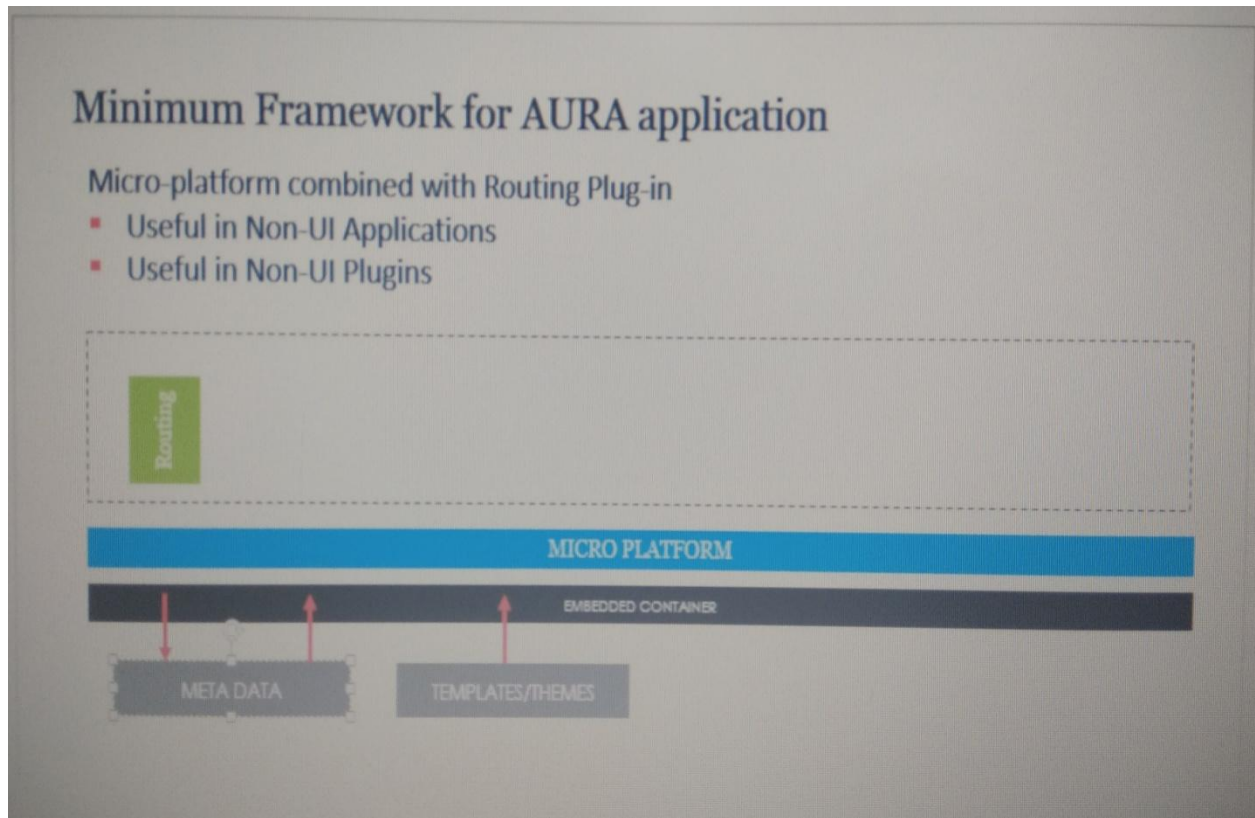 Minimum Framework for AURA application
Micro-platform combined with Routing Plug-in
Useful in Non-UI Applications
Useful in Non-UI Plugins
Routing
MICRO PLATFORM
EMBEDDED CONTAINER
META DATA
TEMPLATES/THEMES